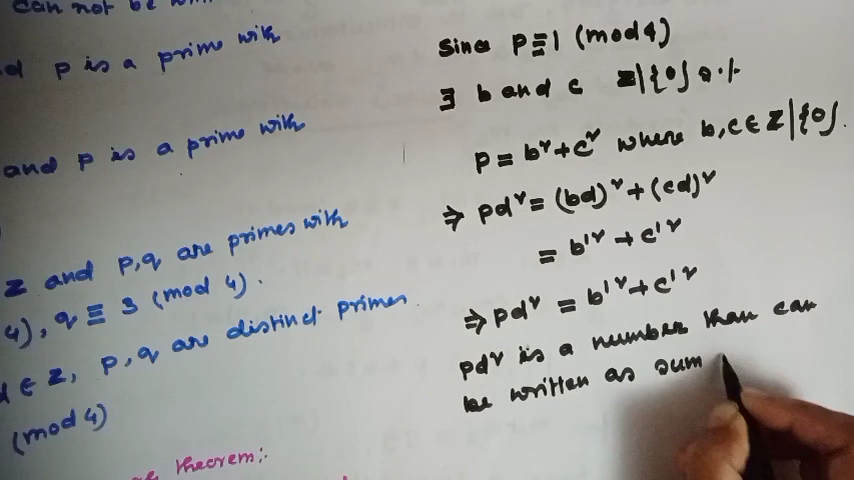 can not be
p is a prime with
and p is a prime with
z and p,q are primes with
4), q ≡ 3 (mod 4).
d ∈ z, p, q are distinct primes
(mod 4)
theorem:
Since p ≡ 1 (mod 4)
∃ b and c z|{0} s.t.
p = b² + c² where b, c ∈ z|{0}.
⇒ pd² = (bd)² + (cd)²
= b'² + c'²
⇒ pd² = b'² + c'²
pd² is a number than can
be written as sum